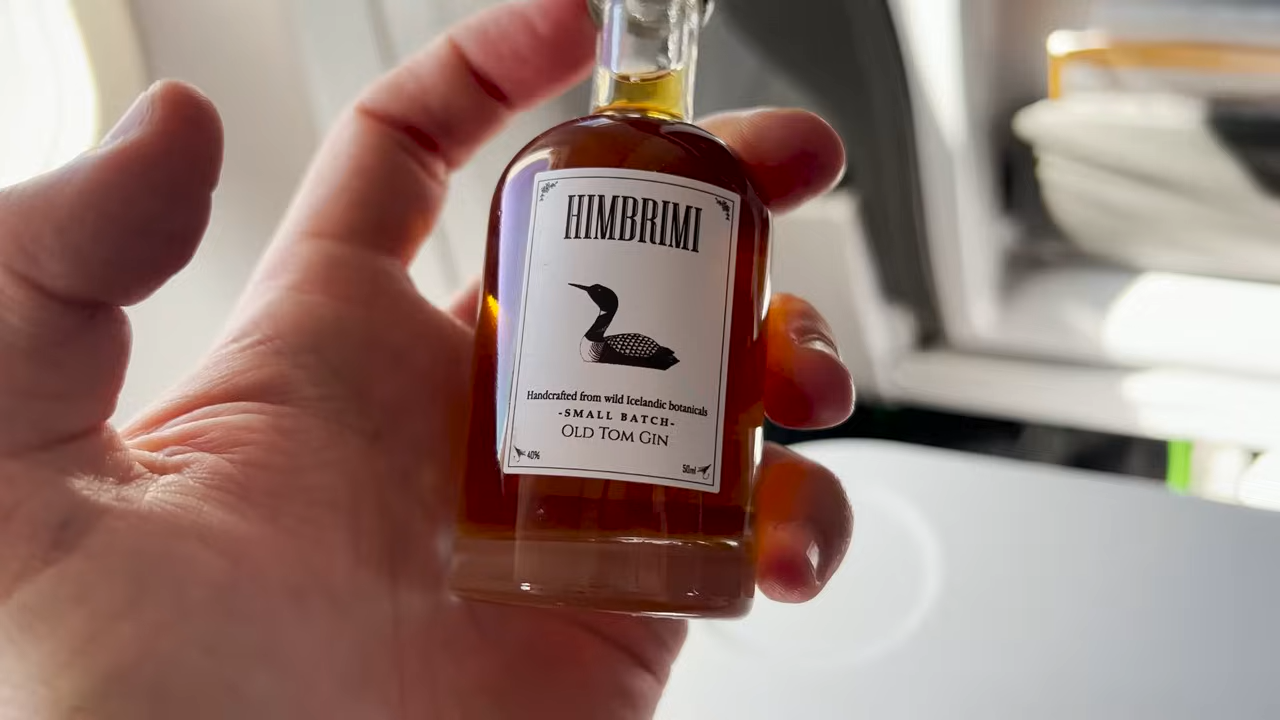 HIMBRIMI
Handcrafted from wild Icelandic botanicals
-SMALL BATCH-
OLD TOM GIN
40%
50ml